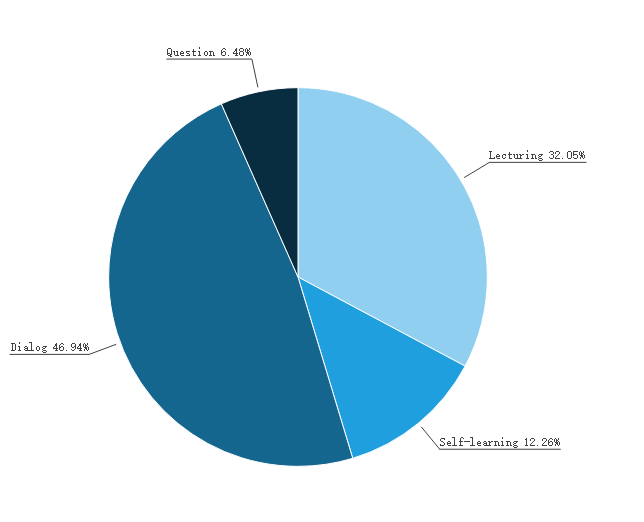 Question 6.48%
Lecturing 32.05%
Dialog 46.94%
Self-learning 12.26%